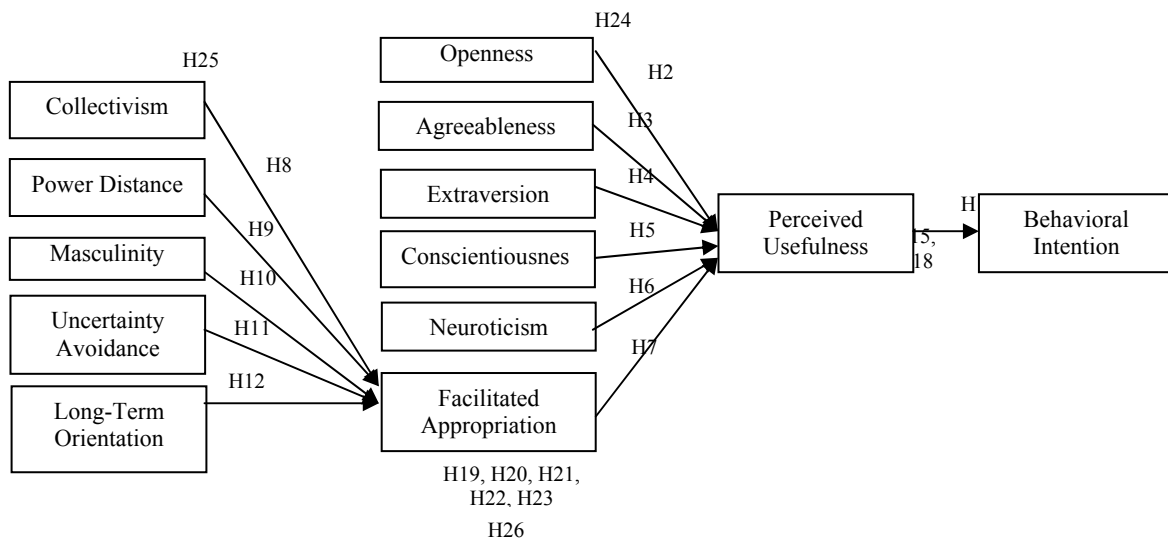 H24
Openness
H2
H25
Collectivism
Agreeableness
H3
H8
Power Distance
Extraversion
H4
Perceived
Usefulness
H
Behavioral
Intention
15,
18
H9
Masculinity
Conscientiousnes
H5
H10
Uncertainty
Avoidance
H11
Neuroticism
H6
H7
H12
Long-Term
Orientation
Facilitated
Appropriation
H19, H20, H21,
H22, H23
H26